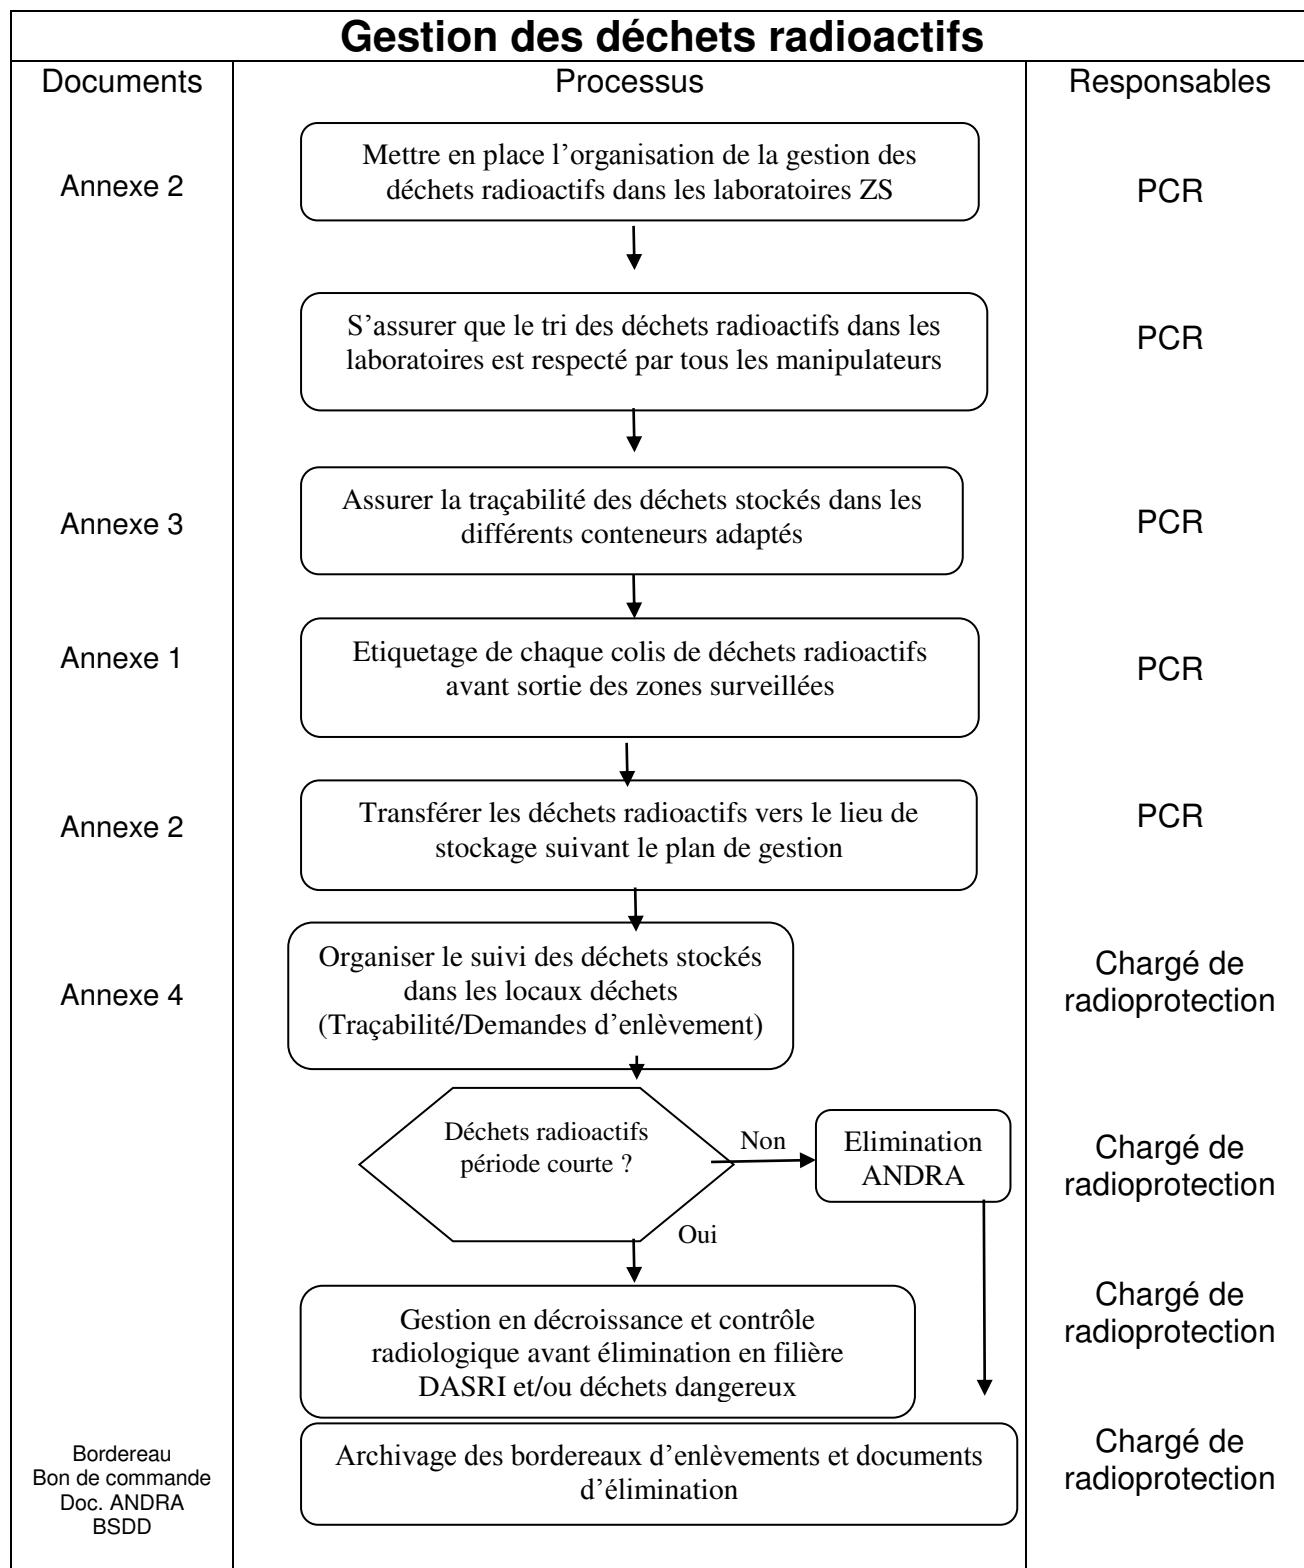 Gestion des déchets radioactifs
Documents
Processus
Responsables
Annexe 2
Mettre en place l’organisation de la gestion des
déchets radioactifs dans les laboratoires ZS
PCR
S’assurer que le tri des déchets radioactifs dans les
laboratoires est respecté par tous les manipulateurs
PCR
Annexe 3
Assurer la traçabilité des déchets stockés dans les
différents conteneurs adaptés
PCR
Annexe 1
Etiquetage de chaque colis de déchets radioactifs
avant sortie des zones surveillées
PCR
Annexe 2
Transférer les déchets radioactifs vers le lieu de
stockage suivant le plan de gestion
PCR
Annexe 4
Organiser le suivi des déchets stockés
dans les locaux déchets
(Traçabilité/Demandes d’enlèvement)
Chargé de
radioprotection
Déchets radioactifs
période courte ?
Non
Elimination
ANDRA
Chargé de
radioprotection
Oui
Gestion en décroissance et contrôle
radiologique avant élimination en filière
DASRI et/ou déchets dangereux
Chargé de
radioprotection
Bordereau
Bon de commande
Doc. ANDRA
BSDD
Archivage des bordereaux d’enlèvements et documents
d’élimination
Chargé de
radioprotection